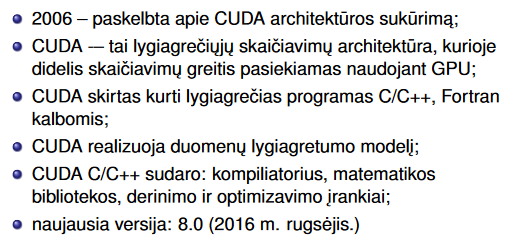 2006 – paskelbta apie CUDA architektūros sukūrimą;
CUDA -– tai lygiagrečiųjų skaičiavimų architektūra, kurioje
didelis skaičiavimų greitis pasiekiamas naudojant GPU;
CUDA skirtas kurti lygiagrečias programas C/C++, Fortran
kalbomis;
CUDA realizuoja duomenų lygiagretumo modelį;
CUDA C/C++ sudaro: kompiliatorius, matematikos
bibliotekos, derinimo ir optimizavimo įrankiai;
naujausia versija: 8.0 (2016 m. rugsėjis.)